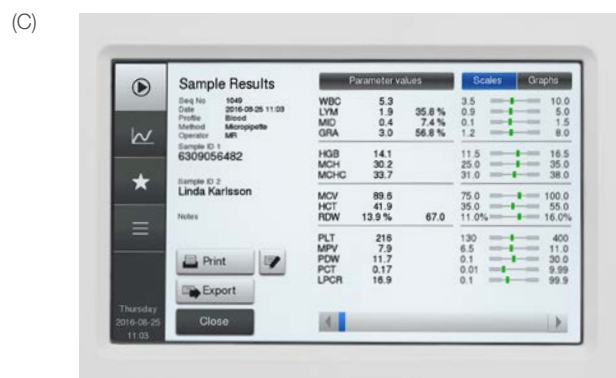 (C)
Sample Results
Parameter values
Scales
Graphs
Seq No 1049
Date 2016-08-25 11:03
Profile Blood
Method Micropipette
Operator MR
Sample ID 1
6309056482
Sample ID 2
Linda Karlsson
Notes
WBC 5.3 3.5 10.0
LYM 1.9 35.8 % 0.9 5.0
MID 0.4 7.4 % 0.1 1.5
GRA 3.0 56.8 % 1.2 8.0
HGB 14.1 11.5 16.5
MCH 30.2 25.0 35.0
MCHC 33.7 31.0 38.0
MCV 89.6 75.0 100.0
HCT 41.9 35.0 55.0
RDW 13.9 % 67.0 11.0% 16.0%
PLT 216 130 400
MPV 7.9 6.5 11.0
PDW 11.7 0.1 30.0
PCT 0.17 0.01 9.99
LPCR 16.9 0.1 99.9
Print
Export
Close
Thursday
2016-08-25
11:03